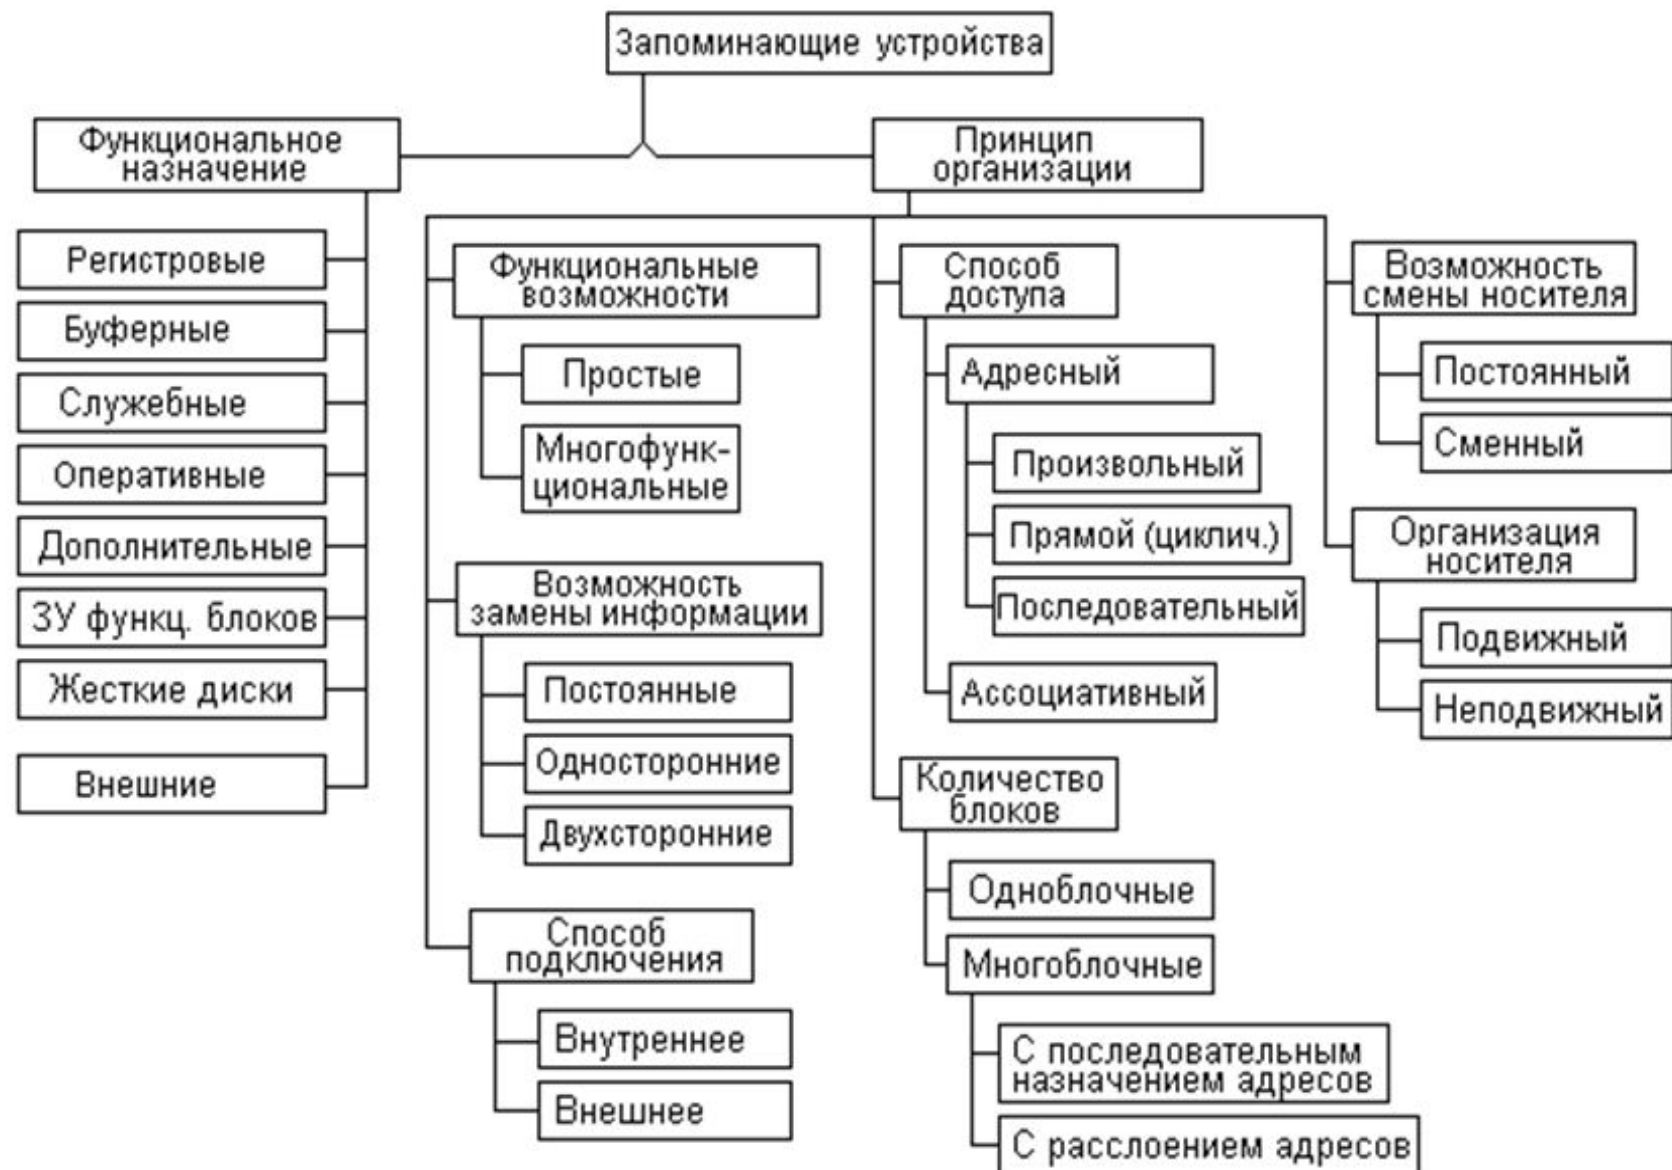 Запоминающие устройства
Функциональное
назначение
Регистровые
Буферные
Служебные
Оперативные
Дополнительные
ЗУ функц. блоков
Жесткие диски
Внешние
Принцип
организации
Функциональные
возможности
Простые
Многофунк-
циональные
Возможность
замены информации
Постоянные
Односторонние
Двухсторонние
Способ
подключения
Внутреннее
Внешнее
Способ
доступа
Адресный
Произвольный
Прямой (циклич.)
Последовательный
Ассоциативный
Количество
блоков
Одноблочные
Многоблочные
С последовательным
назначением адресов
С расслоением адресов
Возможность
смены носителя
Постоянный
Сменный
Организация
носителя
Подвижный
Неподвижный